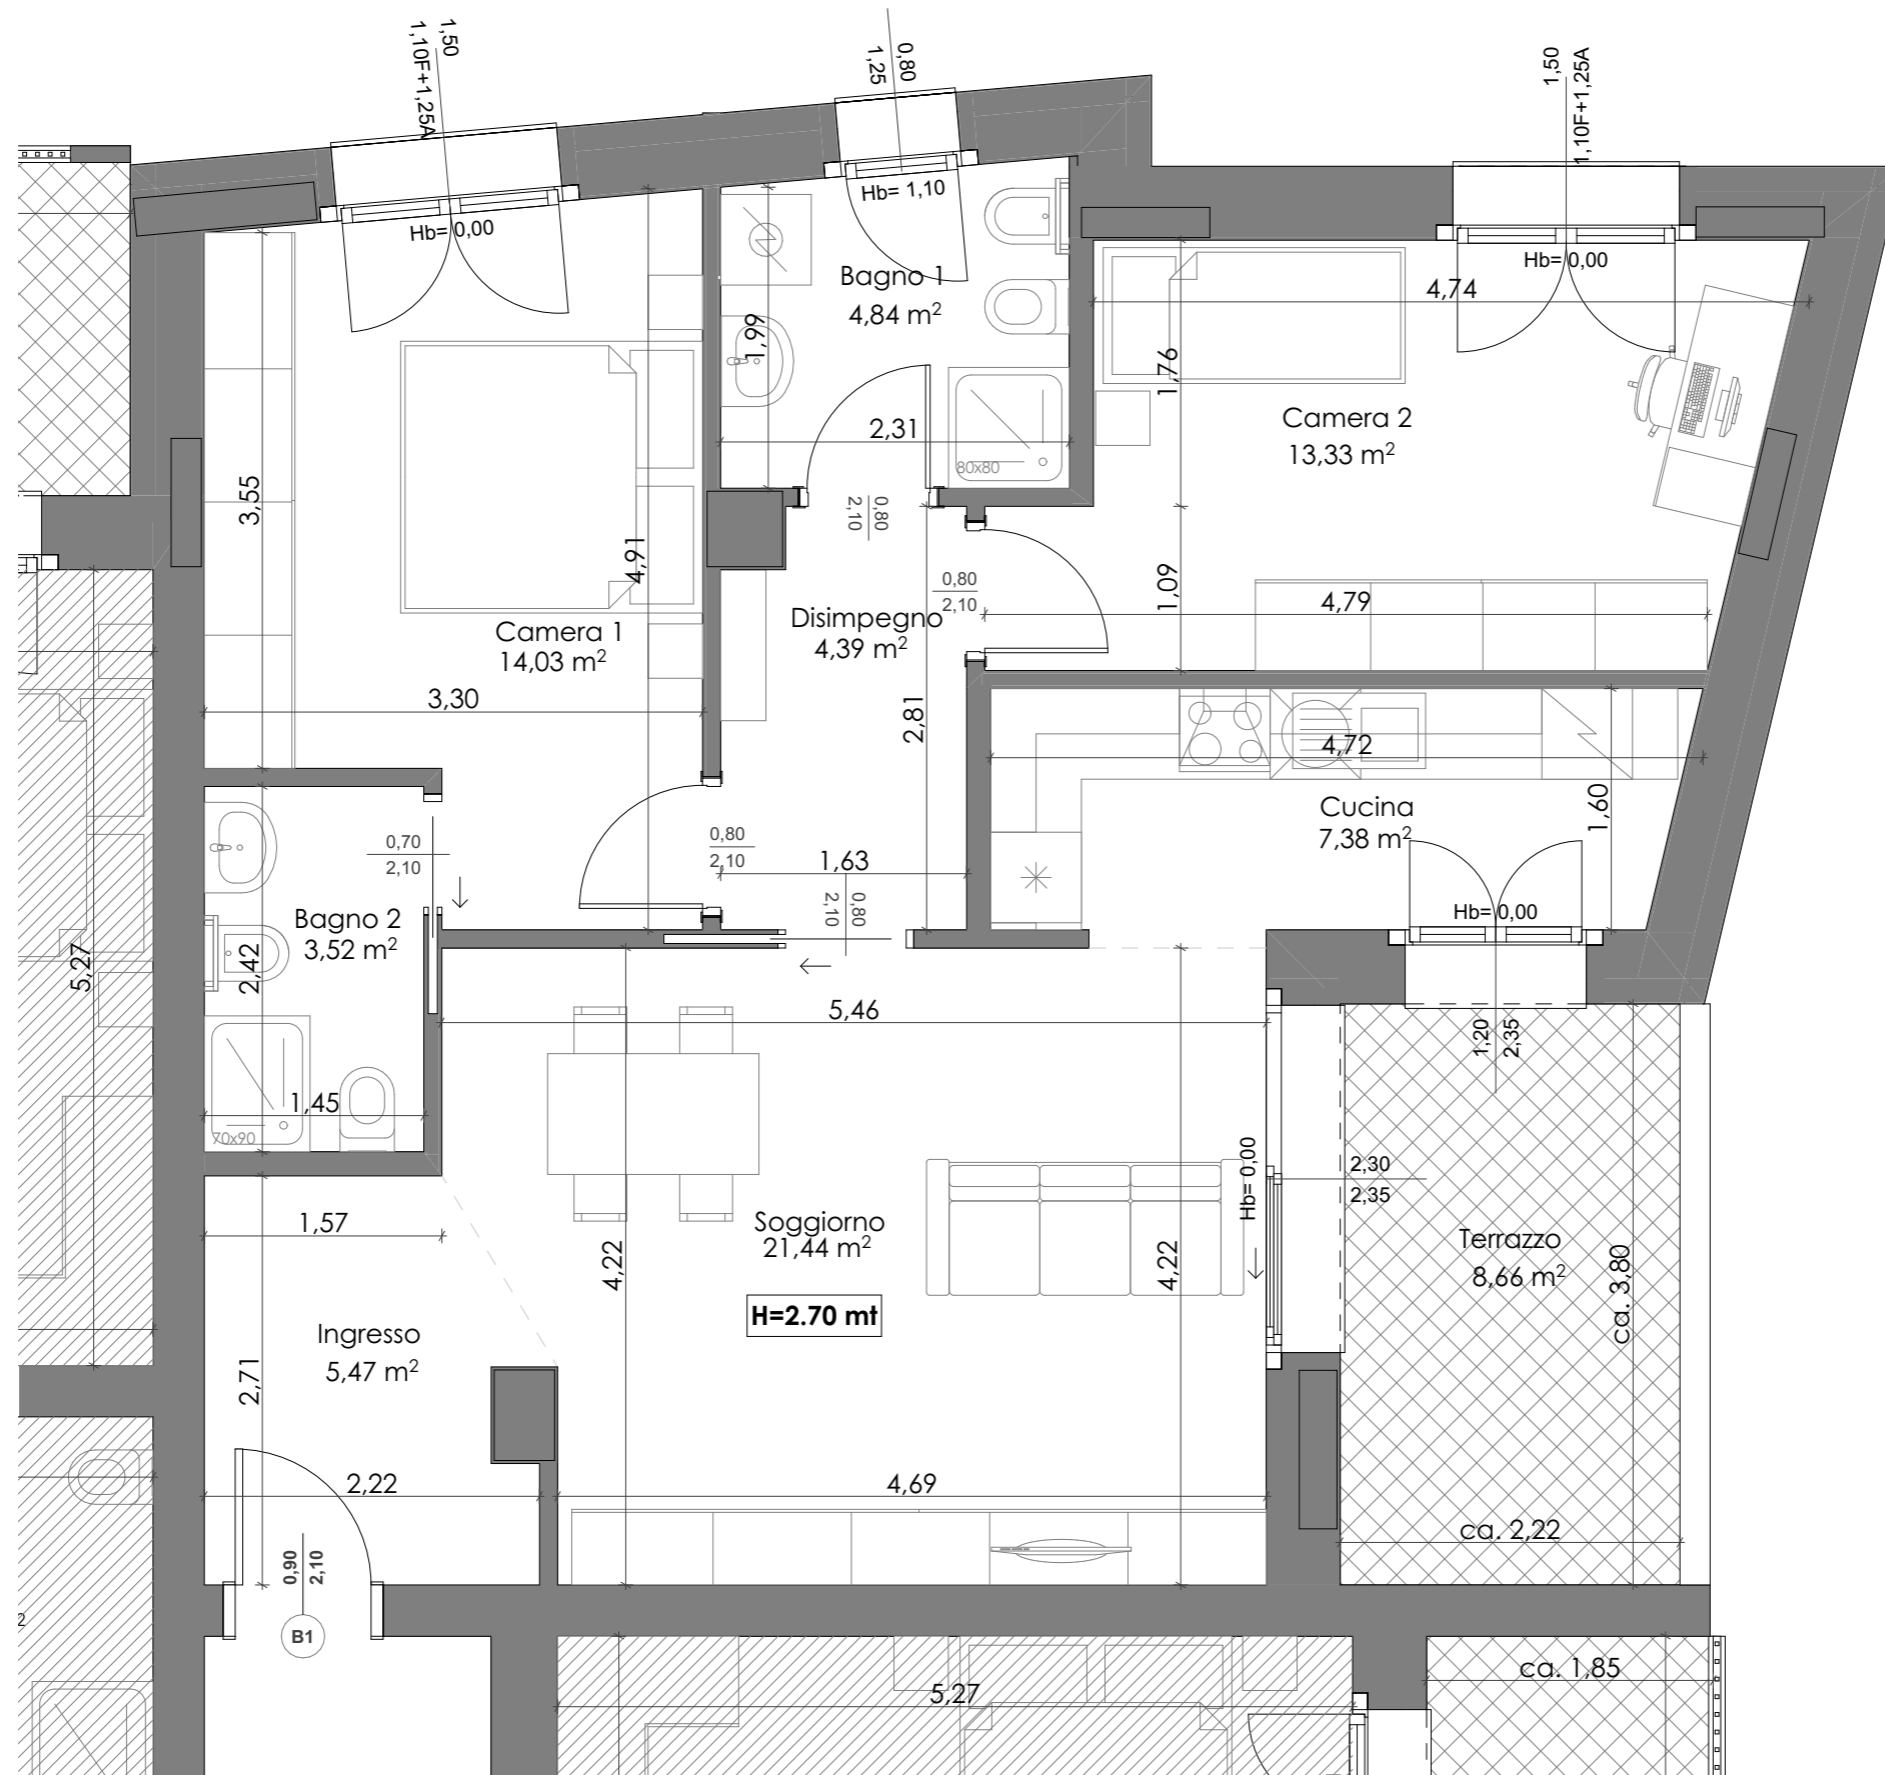 1,50
1,10F+1,25A
0,80
1,25
1,50
1,10F+1,25A
Hb= 0,00
Hb= 1,10
Hb= 0,00
Bagno 1
4,84 m²
4,74
1,99
1,76
2,31
80x80
Camera 2
13,33 m²
3,55
4,91
0,80
2,10
0,80
2,10
1,09
4,79
Camera 1
14,03 m²
Disimpegno
4,39 m²
3,30
2,81
4,72
Cucina
7,38 m²
1,60
0,70
2,10
0,80
2,10
1,63
0,80
2,10
Hb= 0,00
Bagno 2
3,52 m²
2,42
5,27
5,46
1,20
2,35
1,45
70x90
Hb= 0,00
2,30
2,35
1,57
Soggiorno
21,44 m²
4,22
4,22
Terrazzo
8,66 m²
ca. 3,80
H=2.70 mt
Ingresso
5,47 m²
2,71
2,22
4,69
ca. 2,22
0,90
2,10
B1
2
5,27
ca. 1,85